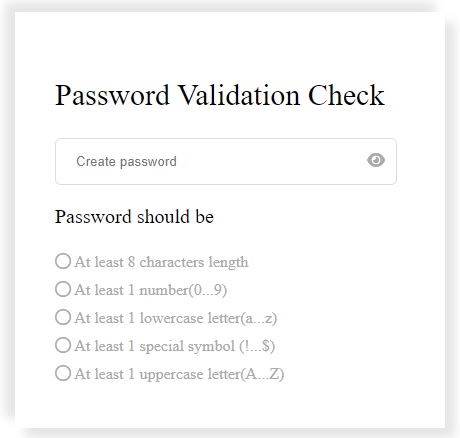 Password Validation Check
Create password
Password should be
At least 8 characters length
At least 1 number(0...9)
At least 1 lowercase letter(a...z)
At least 1 special symbol (!...$)
At least 1 uppercase letter(A...Z)